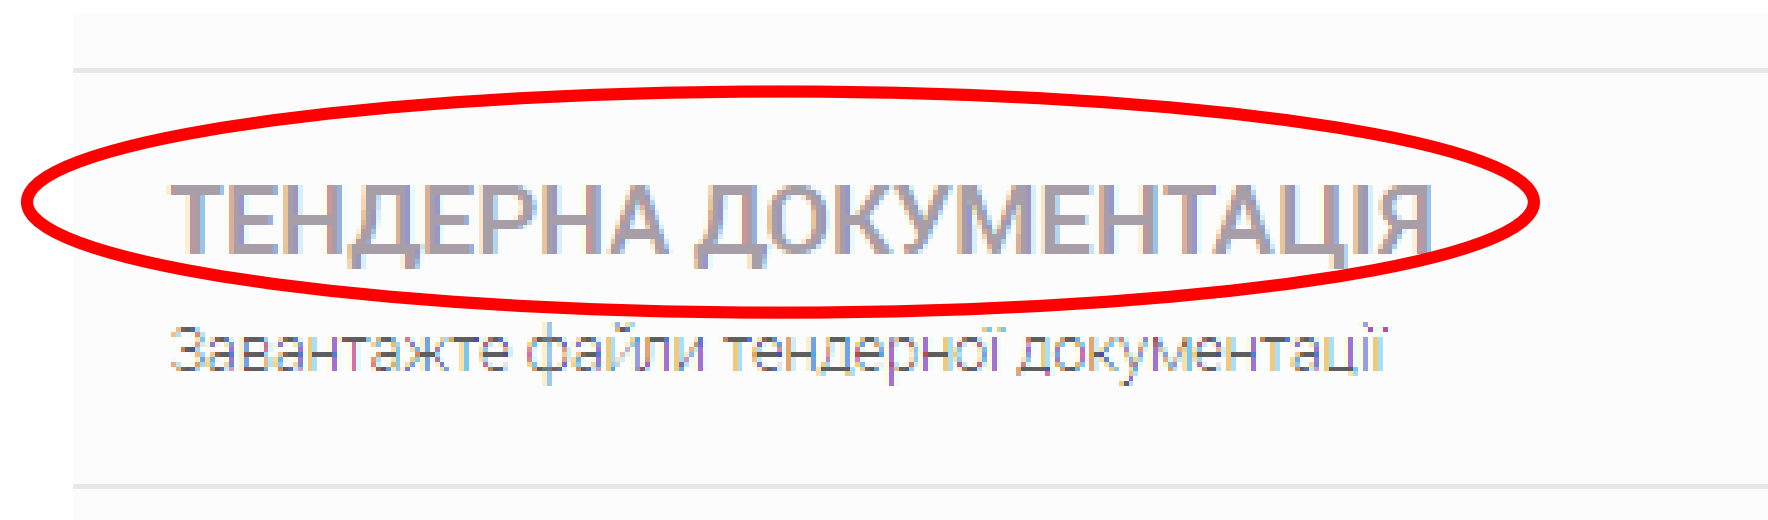 ТЕНДЕРНА ДОКУМЕНТАЦІЯ
Завантажте файли тендерної документації